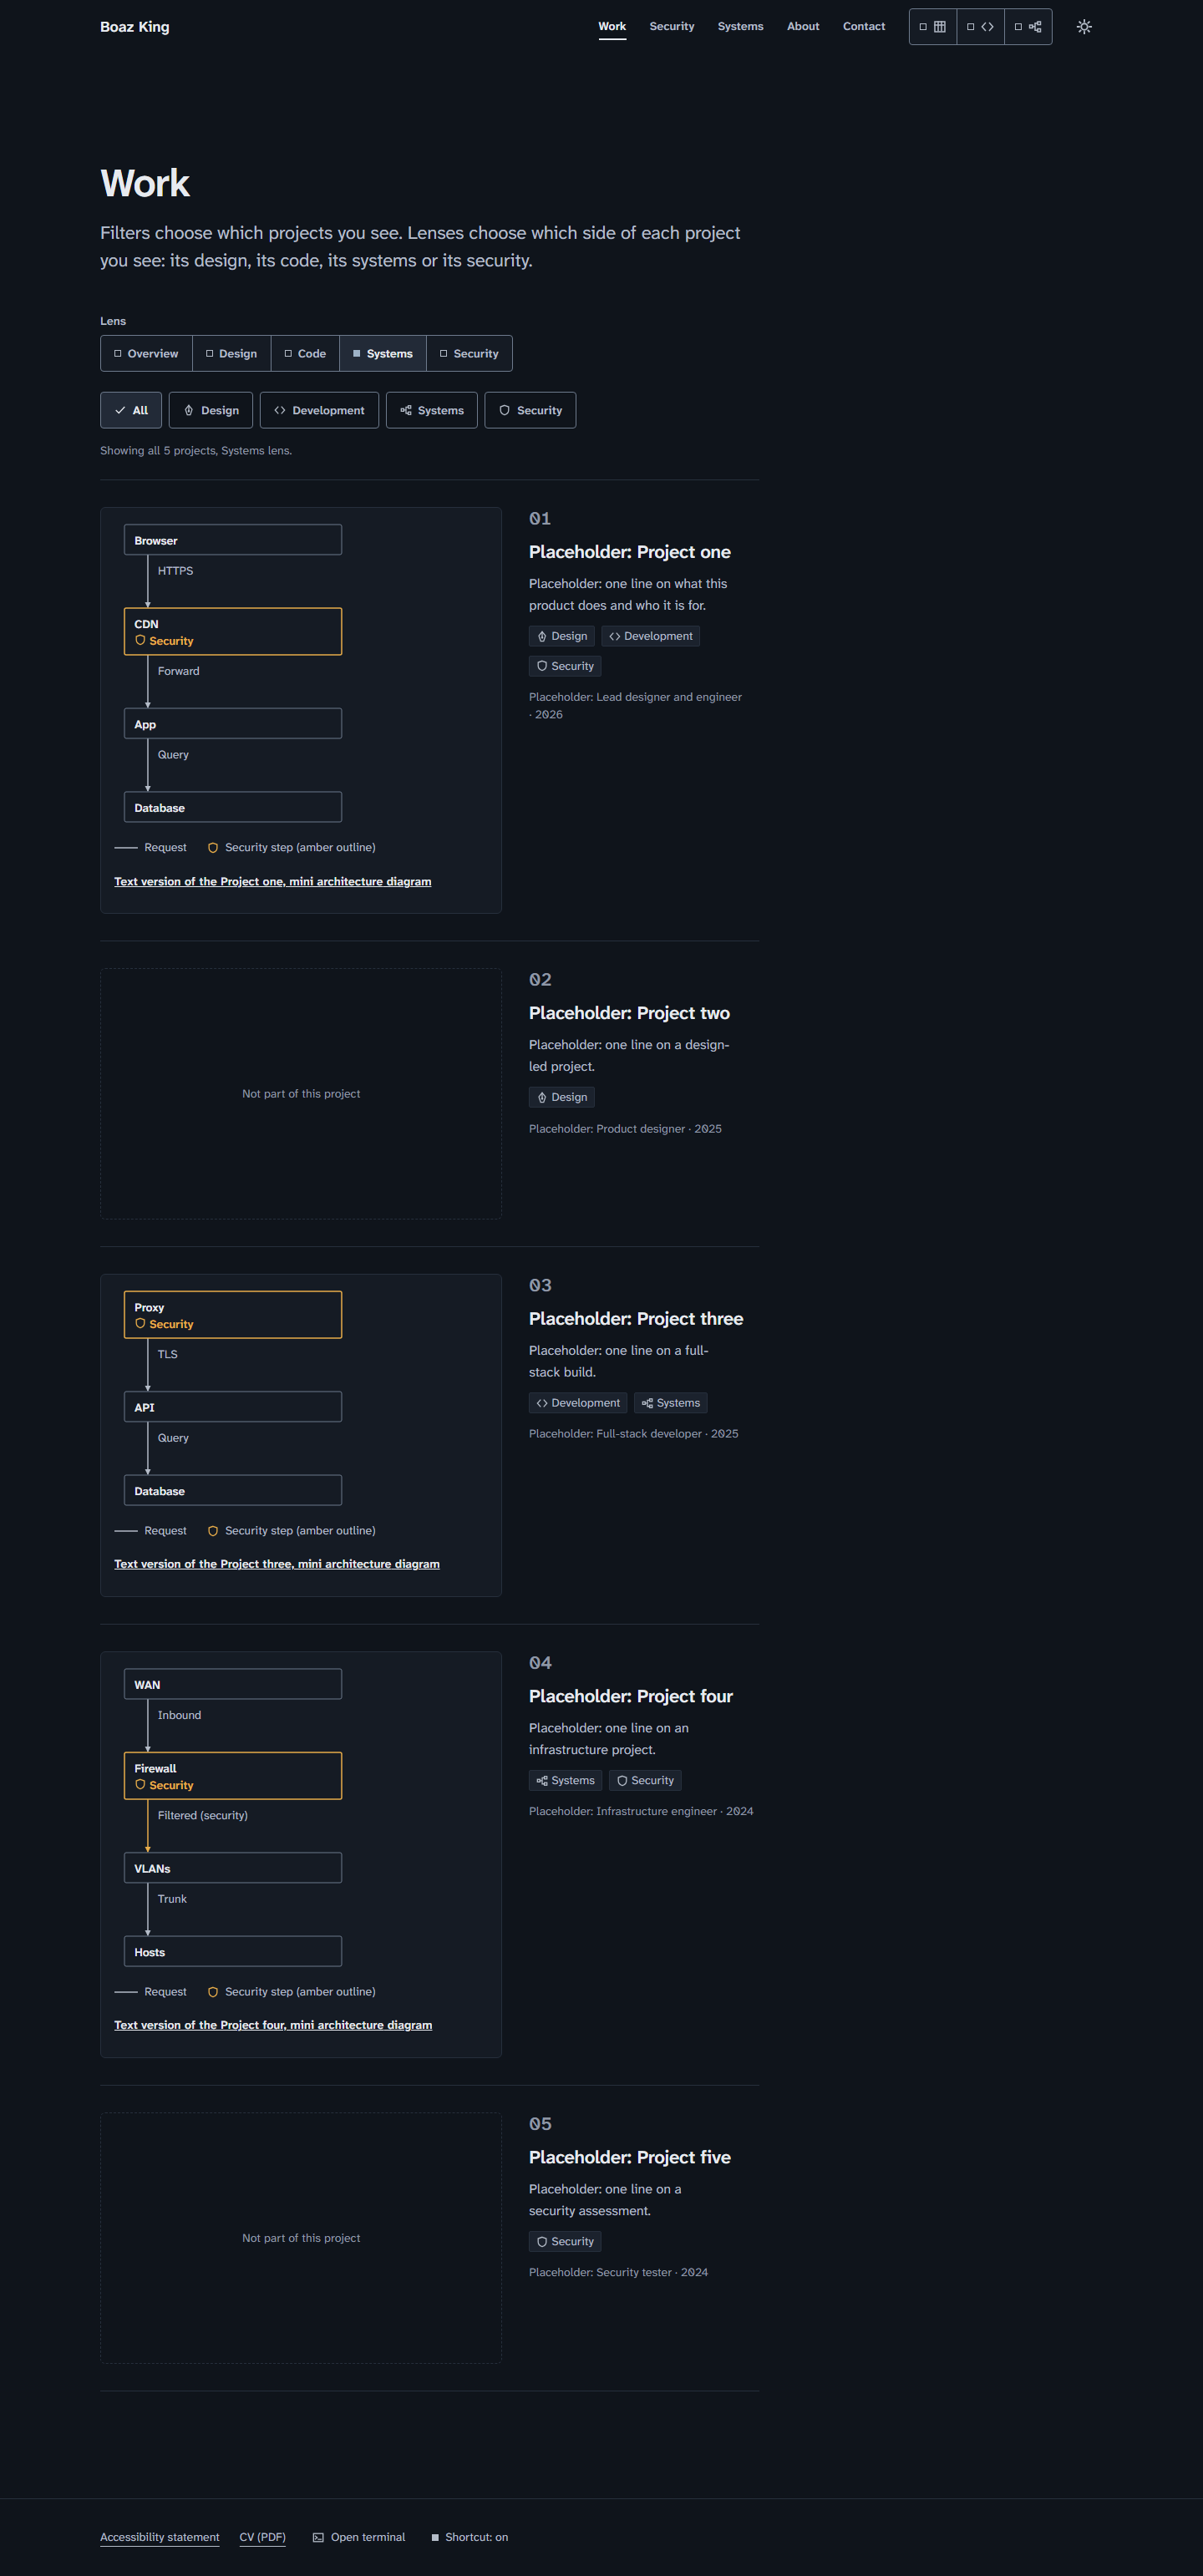 Boaz King
Work
Security
Systems
About
Contact
Work
Filters choose which projects you see. Lenses choose which side of each project
you see: its design, its code, its systems or its security.
Lens
Overview
Design
Code
Systems
Security
All
Design
Development
Systems
Security
Showing all 5 projects, Systems lens.
Browser
HTTPS
CDN
Security
Forward
App
Query
Database
Request
Security step (amber outline)
Text version of the Project one, mini architecture diagram
01
Placeholder: Project one
Placeholder: one line on what this
product does and who it is for.
Design
Development
Security
Placeholder: Lead designer and engineer
· 2026
Not part of this project
02
Placeholder: Project two
Placeholder: one line on a design-
led project.
Design
Placeholder: Product designer · 2025
Proxy
Security
TLS
API
Query
Database
Request
Security step (amber outline)
Text version of the Project three, mini architecture diagram
03
Placeholder: Project three
Placeholder: one line on a full-
stack build.
Development
Systems
Placeholder: Full-stack developer · 2025
WAN
Inbound
Firewall
Security
Filtered (security)
VLANs
Trunk
Hosts
Request
Security step (amber outline)
Text version of the Project four, mini architecture diagram
04
Placeholder: Project four
Placeholder: one line on an
infrastructure project.
Systems
Security
Placeholder: Infrastructure engineer · 2024
Not part of this project
05
Placeholder: Project five
Placeholder: one line on a
security assessment.
Security
Placeholder: Security tester · 2024
Accessibility statement
CV (PDF)
Open terminal
Shortcut: on